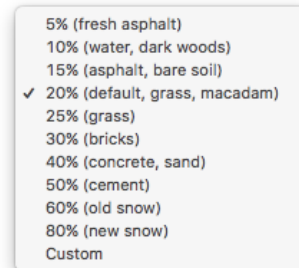 5% (fresh asphalt)
10% (water, dark woods)
15% (asphalt, bare soil)
✓ 20% (default, grass, macadam)
25% (grass)
30% (bricks)
40% (concrete, sand)
50% (cement)
60% (old snow)
80% (new snow)
Custom